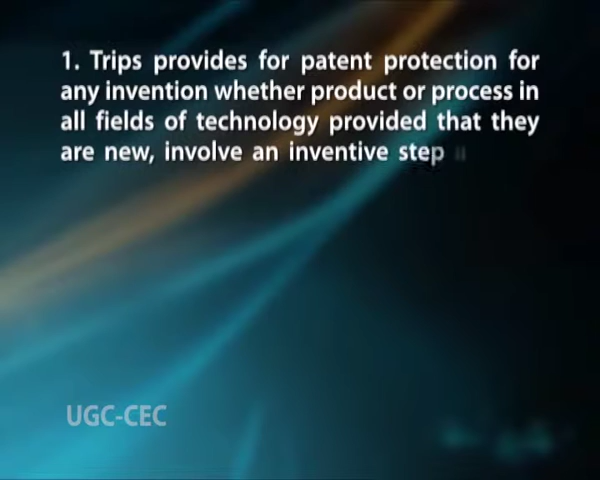 1. Trips provides for patent protection for
any invention whether product or process in
all fields of technology provided that they
are new, involve an inventive step
UGC-CEC